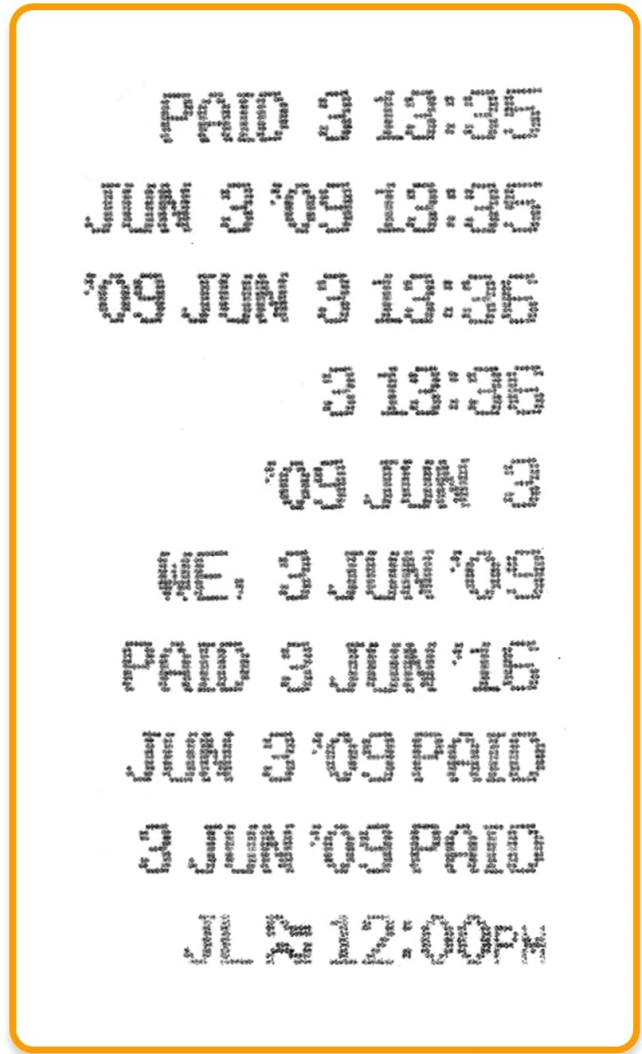 PAID 3 13:35
JUN 3 '09 13:35
'09 JUN 3 13:36
3 13:36
'09 JUN 3
WE, 3 JUN '09
PAID 3 JUN '16
JUN 3 '09 PAID
3 JUN '09 PAID
JL 12:00PM